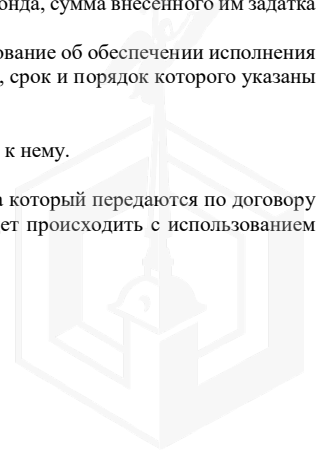 онда, сумма внесенного им задатка
ование об обеспечении исполнения
, срок и порядок которого указаны
к нему.
а который передаются по договору
ет происходить с использованием